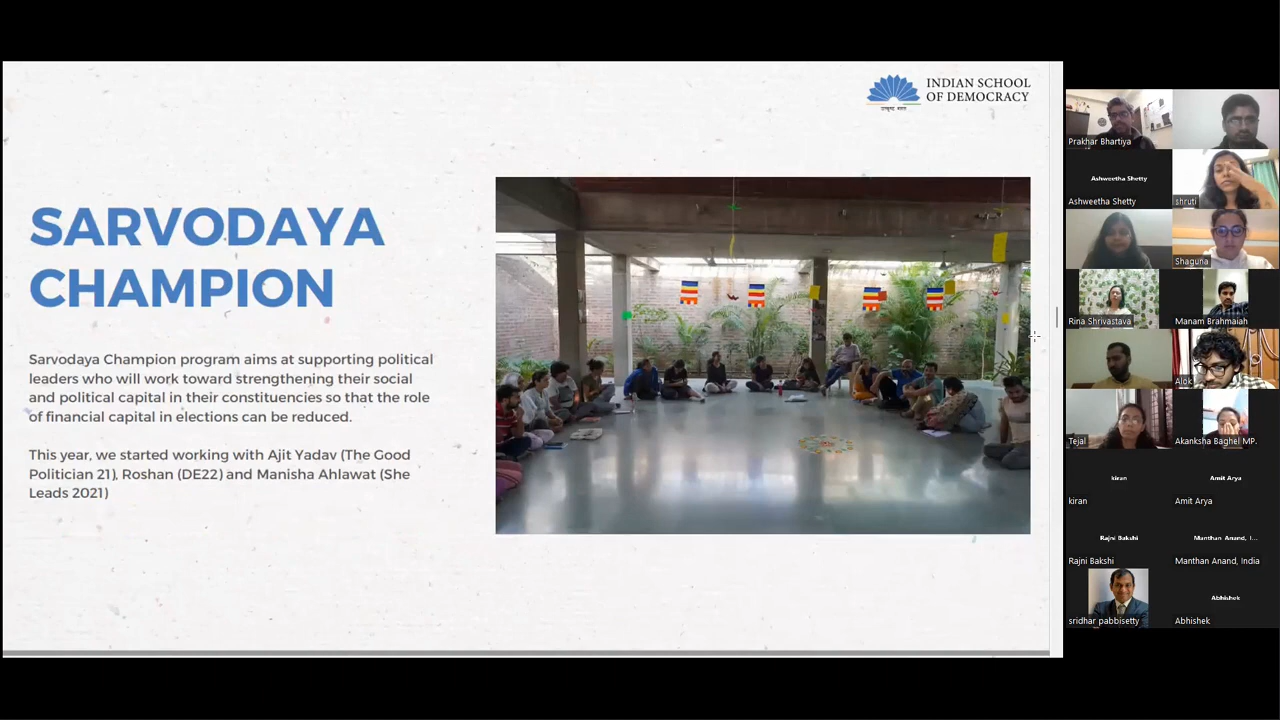 INDIAN SCHOOL
OF DEMOCRACY
SARVODAYA
CHAMPION
Sarvodaya Champion program aims at supporting political
leaders who will work toward strengthening their social
and political capital in their constituencies so that the role
of financial capital in elections can be reduced.
This year, we started working with Ajit Yadav (The Good
Politician 21), Roshan (DE22) and Manisha Ahlawat (She
Leads 2021)
Prakhar Bhartiya
Ashweetha Shetty
Ashweetha Shetty
shruti
Shaguna
Rina Shrivastava
Manam Brahmaiah
Alok
Tejal
Akanksha Baghel MP.
kiran
Amit Arya
kiran
Amit Arya
Rajni Bakshi
Manthan Anand, I...
Rajni Bakshi
Manthan Anand, India
Abhishek
sridhar pabbisetty
Abhishek